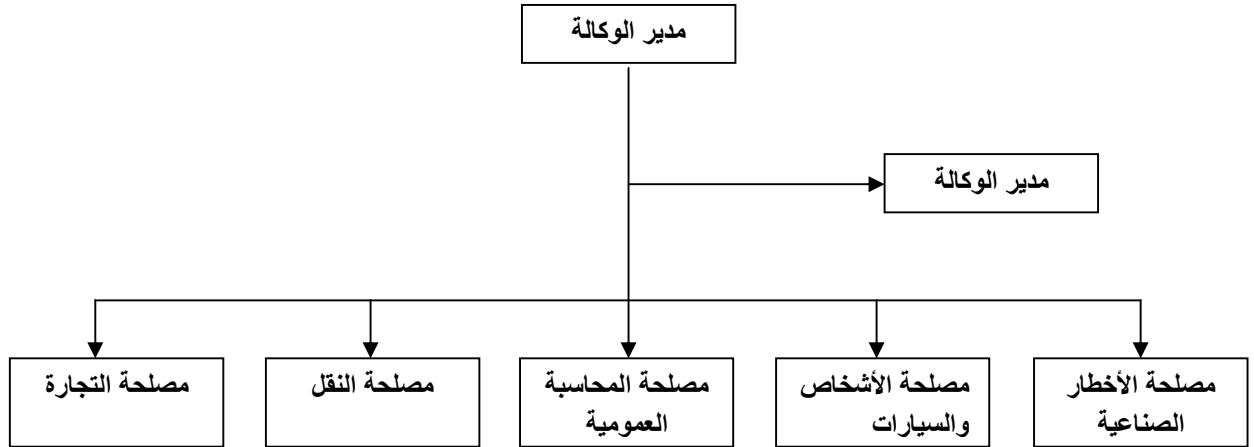 مدير الوكالة
مدير الوكالة
مصلحة الأخطار
الصناعية
مصلحة الأشخاص
والسيارات
مصلحة المحاسبة
العمومية
مصلحة النقل
مصلحة التجارة